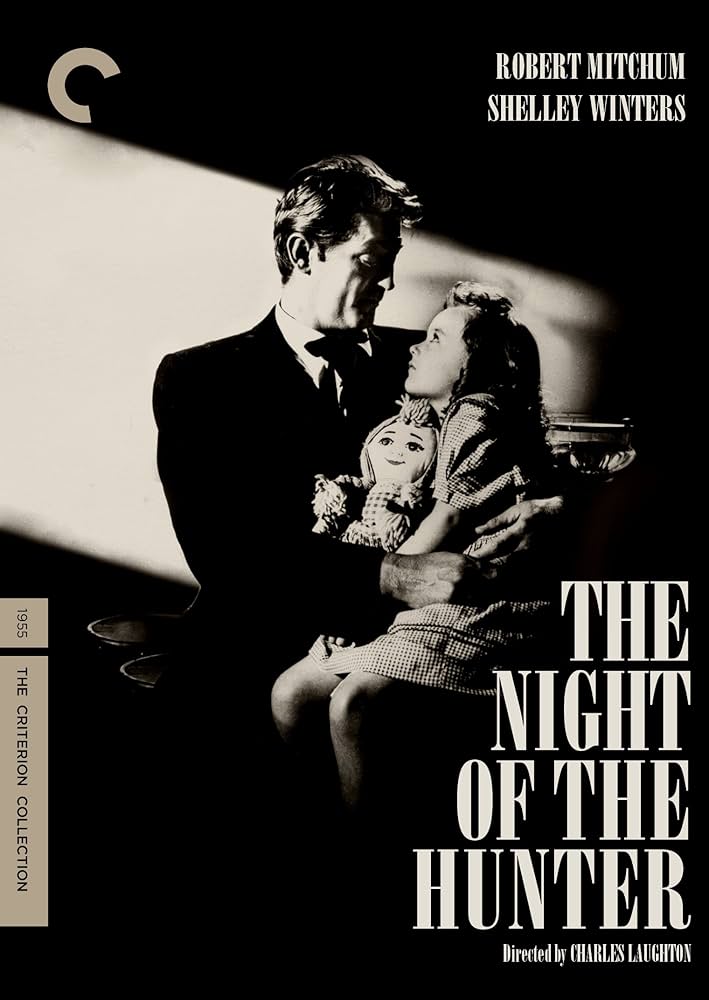 ROBERT MITCHUM
SHELLEY WINTERS
1955
THE CRITERION COLLECTION
THE
NIGHT
OF THE
HUNTER
Directed by CHARLES LAUGHTON